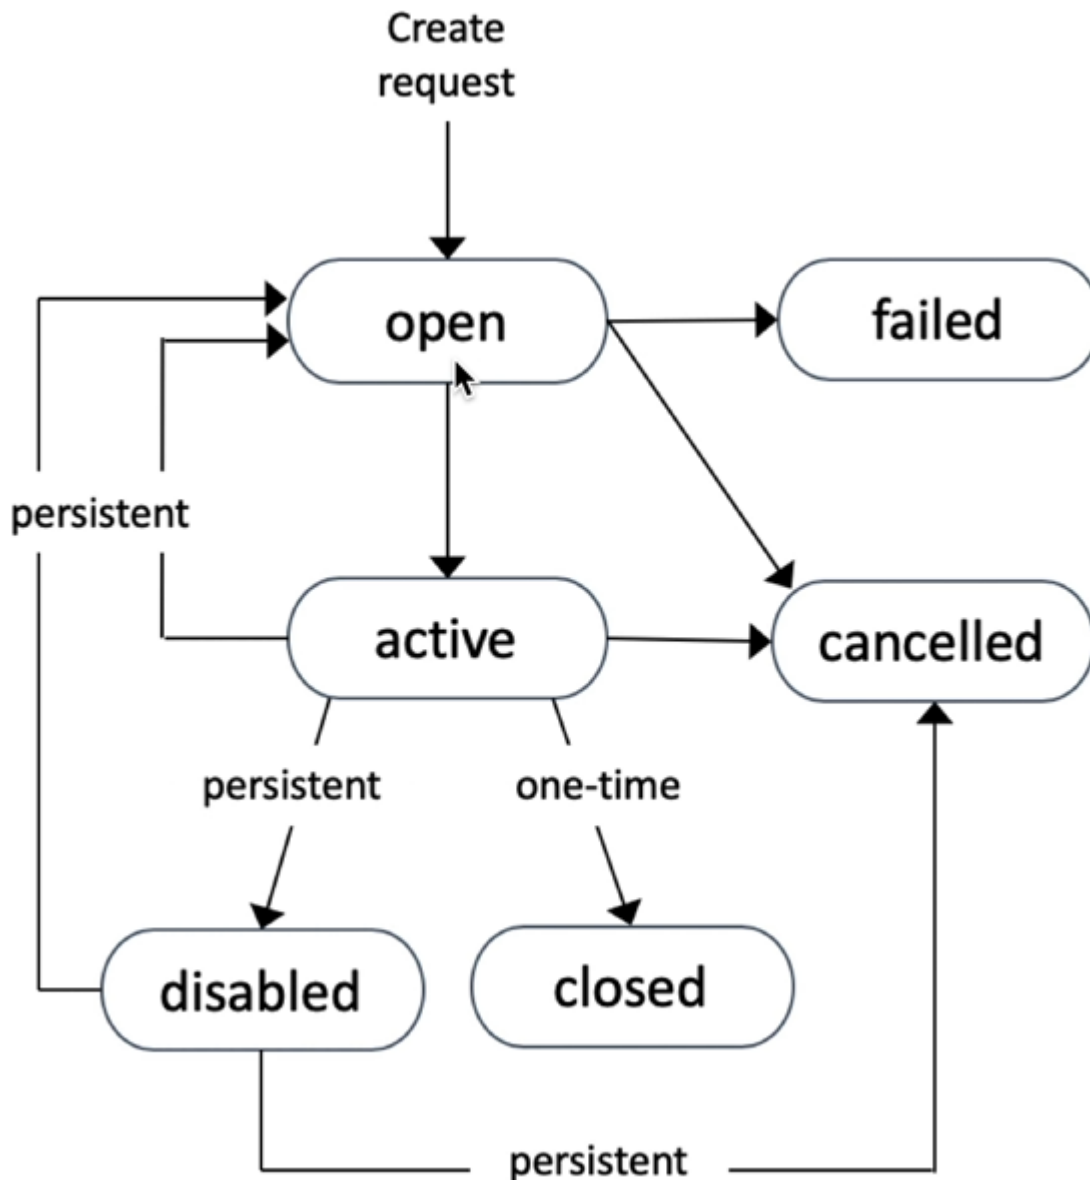 Create
request
open
failed
persistent
active
cancelled
persistent
one-time
disabled
closed
persistent